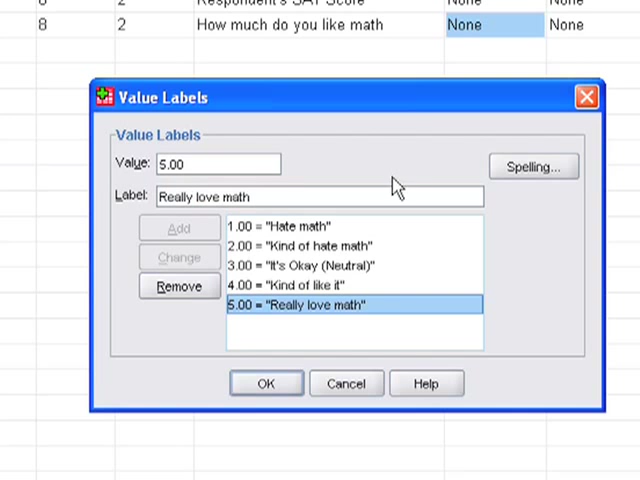 8 2 Respondent's SAT Score None None
8 2 How much do you like math None None
Value Labels
Value Labels
Value: 5.00
Spelling...
Label: Really love math
Add
Change
Remove
1.00 = "Hate math"
2.00 = "Kind of hate math"
3.00 = "It's Okay (Neutral)"
4.00 = "Kind of like it"
5.00 = "Really love math"
OK Cancel Help